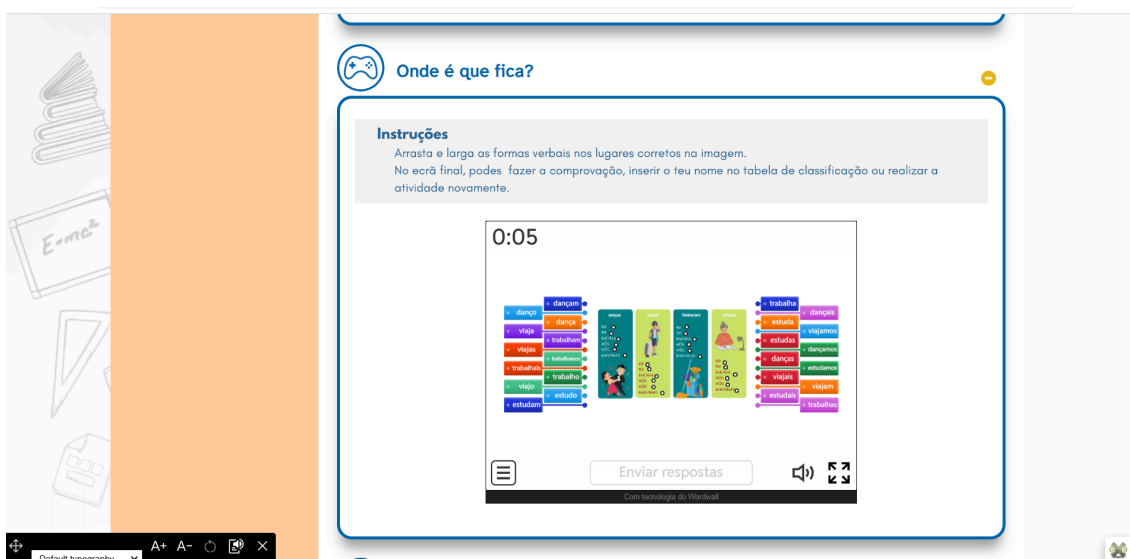 Onde é que fica?
Instruções
Arrasta e larga as formas verbais nos lugares corretos na imagem.
No ecrã final, podes fazer a comprovação, inserir o teu nome no tabela de classificação ou realizar a
atividade novamente.
0:05
dançam
danço
dança
viaja
trabalham
viajas
trabalhamos
trabalhais
trabalho
viajo
estudo
estudam
DANÇAR
trabalha
dançais
estuda
viajamos
estudas
dançamos
danças
estudamos
viajais
viajam
estudais
trabalhas
Enviar respostas
Com tecnologia do Wordwall
E=mc²
A+ A-
Default typography